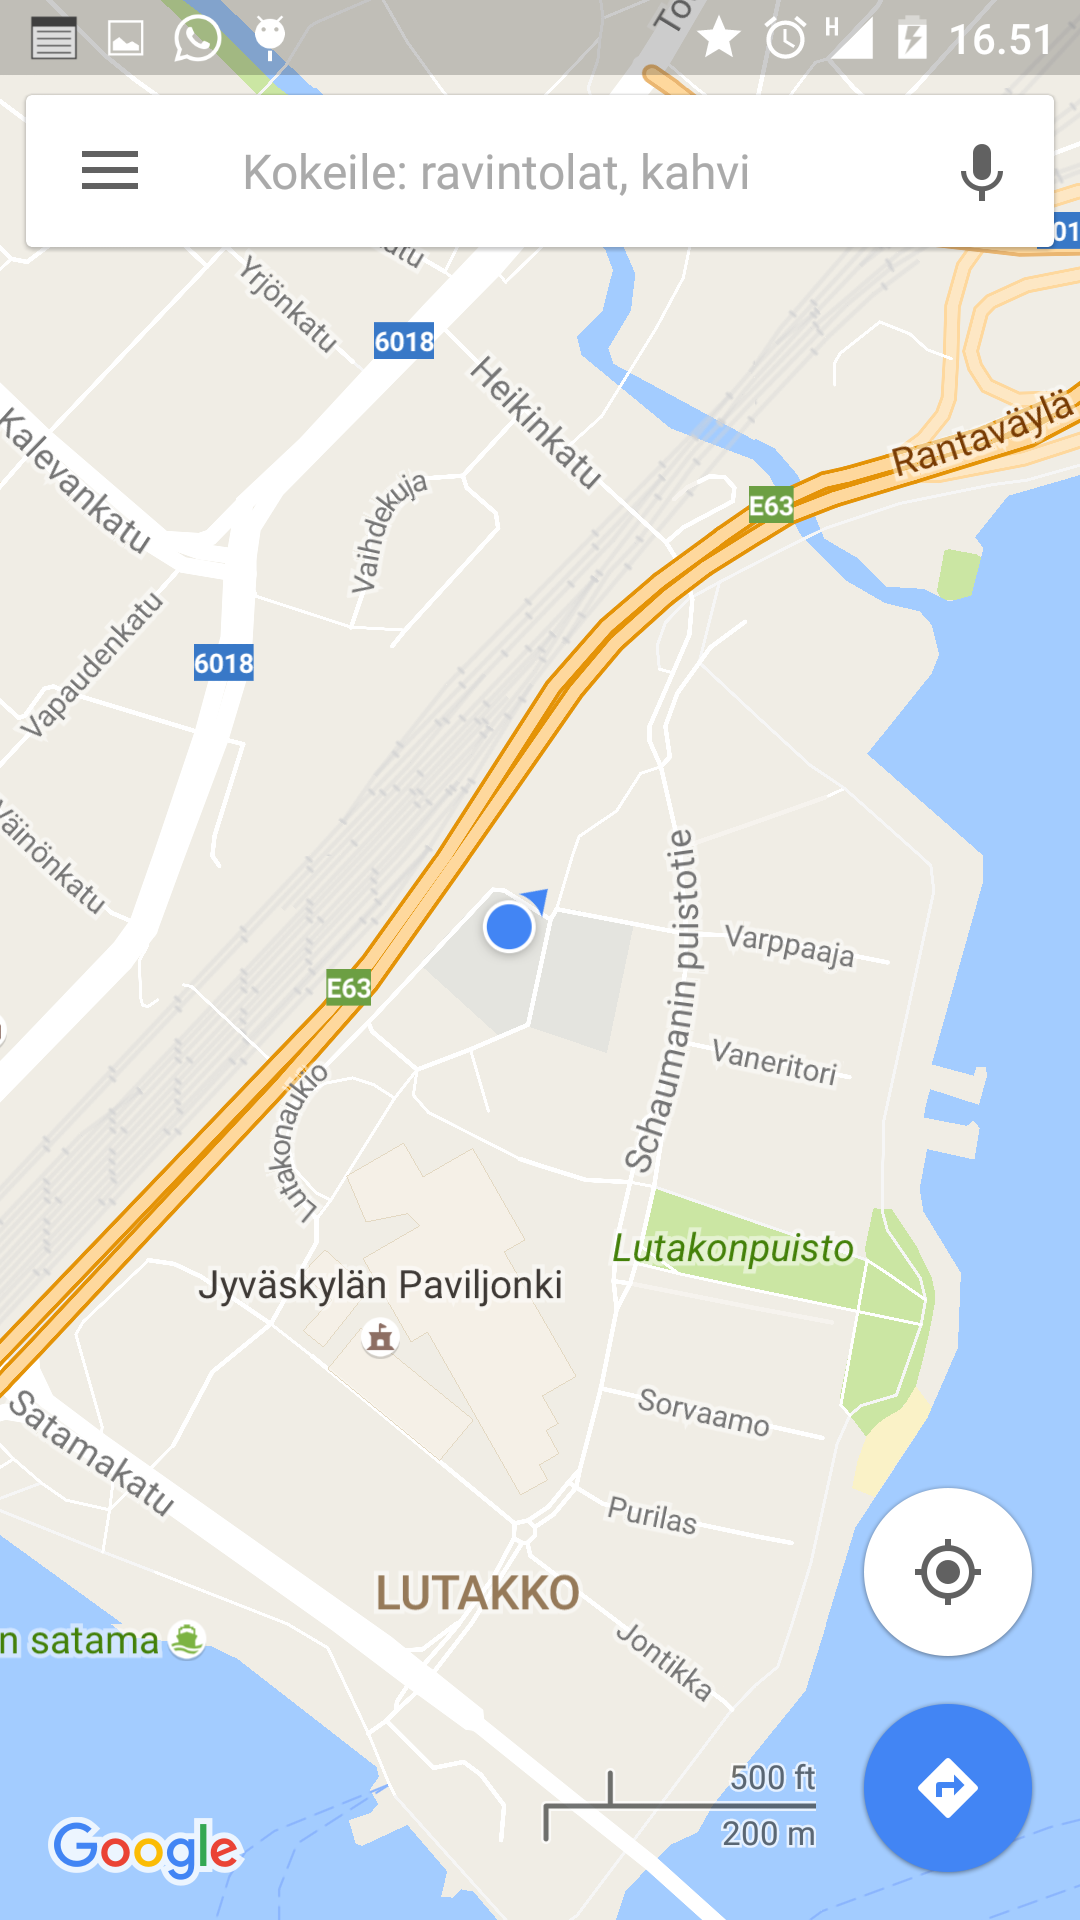 H
16.51
Kokeile: ravintolat, kahvi
01
Yrjönkatu
6018
Heikinkatu
Rantaväylä
Kalevankatu
Vaihdekuja
E63
Vapaudenkatu
6018
Väinönkatu
Schaumanin puistotie
Varppaaja
E63
Vaneritori
Lutakonaukio
Lutakonpuisto
Jyväskylän Paviljonki
Satamakatu
Sorvaamo
Purilas
LUTAKKO
n satama
Jontikka
500 ft
200 m
Google